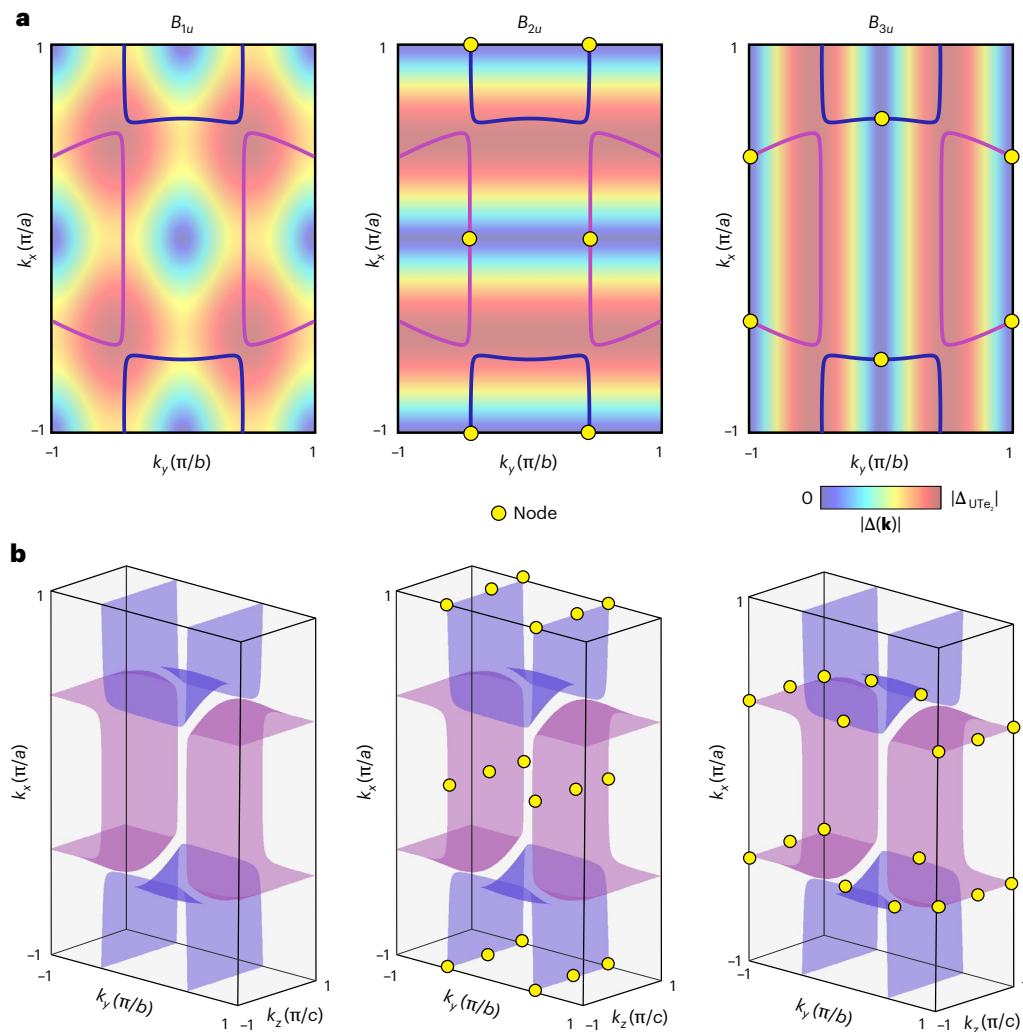 a
B1u B2u B3u
1 1 1
kx (π/a) kx (π/a) kx (π/a)
–1 –1 –1
–1 1 –1 1 –1 1
ky (π/b) ky (π/b) ky (π/b)
Node
0 |ΔUTe2|
|Δ(k)|
b
1 1 1
kx (π/a) kx (π/a) kx (π/a)
–1 –1 –1
–1 1 –1 1 –1 1
ky (π/b) ky (π/b) ky (π/b)
1 –1 1 –1 1 –1
kz (π/c) kz (π/c) kz (π/c)